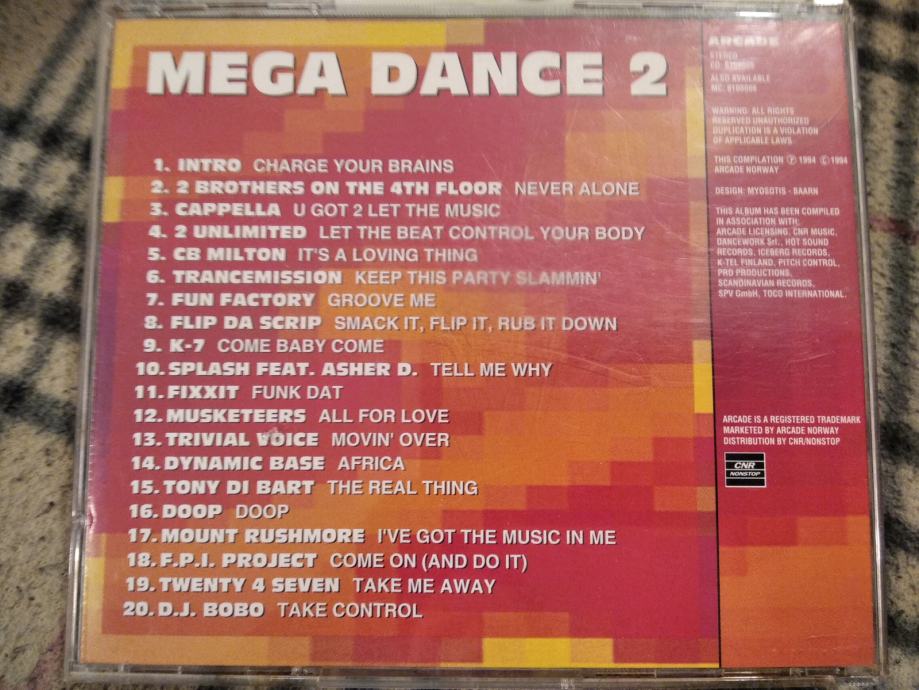 MEGA DANCE 2
1. INTRO CHARGE YOUR BRAINS
2. 2 BROTHERS ON THE 4TH FLOOR NEVER ALONE
3. CAPPELLA U GOT 2 LET THE MUSIC
4. 2 UNLIMITED LET THE BEAT CONTROL YOUR BODY
5. CB MILTON IT'S A LOVING THING
6. TRANCEMISSION KEEP THIS PARTY SLAMMIN'
7. FUN FACTORY GROOVE ME
8. FLIP DA SCRIP SMACK IT, FLIP IT, RUB IT DOWN
9. K-7 COME BABY COME
10. SPLASH FEAT. ASHER D. TELL ME WHY
11. FIXXIT FUNK DAT
12. MUSKETEERS ALL FOR LOVE
13. TRIVIAL VOICE MOVIN' OVER
14. DYNAMIC BASE AFRICA
15. TONY DI BART THE REAL THING
16. DOOP DOOP
17. MOUNT RUSHMORE I'VE GOT THE MUSIC IN ME
18. F.P.I. PROJECT COME ON (AND DO IT)
19. TWENTY 4 SEVEN TAKE ME AWAY
20. D.J. BOBO TAKE CONTROL
ARCADE
STEREO
CD:
ALSO AVAILABLE
MC:
WARNING: ALL RIGHTS
RESERVED UNAUTHORIZED
DUPLICATION IS A VIOLATION
OF APPLICABLE LAWS
THIS COMPILATION ℗ 1994 © 1994
ARCADE NORWAY
DESIGN: MYOSOTIS - BAARN
THIS ALBUM HAS BEEN COMPILED
IN ASSOCIATION WITH,
ARCADE LICENSING, CNR MUSIC,
DANCEWORK Srl., HOT SOUND
RECORDS, ICEBERG RECORDS,
K-TEL FINLAND, PITCH CONTROL,
PRO PRODUCTIONS,
SCANDINAVIAN RECORDS,
SPV GmbH, TOCO INTERNATIONAL.
ARCADE IS A REGISTERED TRADEMARK
MARKETED BY ARCADE NORWAY
DISTRIBUTION BY CNR/NONSTOP
CNR
NONSTOP